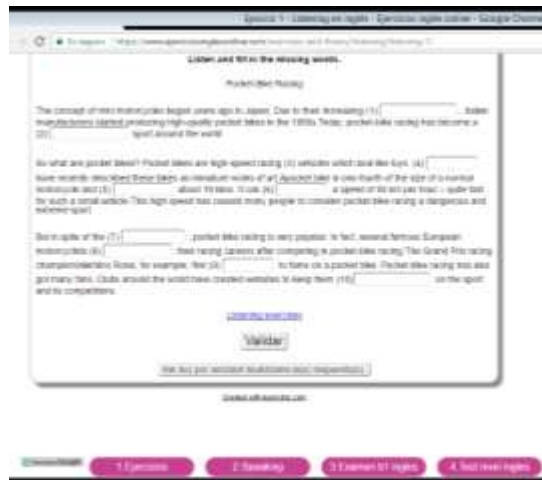 Ejercicio 1 - Listening en inglés - Ejercicios inglés online - Google Chrome
Es seguro https://www.ejerciciosinglesonline.com
Listen and fill in the missing words.
Pocket Bike Racing
The concept of mini motorcycles began years ago in Japan. Due to their increasing (1) , Italian
manufacturers started producing high-quality pocket bikes in the 1990s. Today, pocket-bike racing has become a
(2) sport around the world.
So what are pocket bikes? Pocket bikes are high-speed racing (3) vehicles which look like toys. (4)
have recently described these bikes as miniature works of art. A pocket bike is one-fourth of the size of a normal
motorcycle and (5) about 19 kilos. It can (6) a speed of 60 km per hour – quite fast
for such a small vehicle. This high speed has caused many people to consider pocket-bike racing a dangerous and
extreme sport.
But in spite of the (7) , pocket-bike racing is very popular. In fact, several famous European
motorcyclists (8) their racing careers after competing in pocket-bike racing. The Grand Prix racing
champion Valentino Rossi, for example, first (9) to fame on a pocket bike. Pocket-bike racing has also
got many fans. Clubs around the world have created websites to keep them (10) on the sport
and its competitions.
Validar
1 Ejercicios
2 Speaking
3 Examen B1 inglés
4 Test nivel inglés